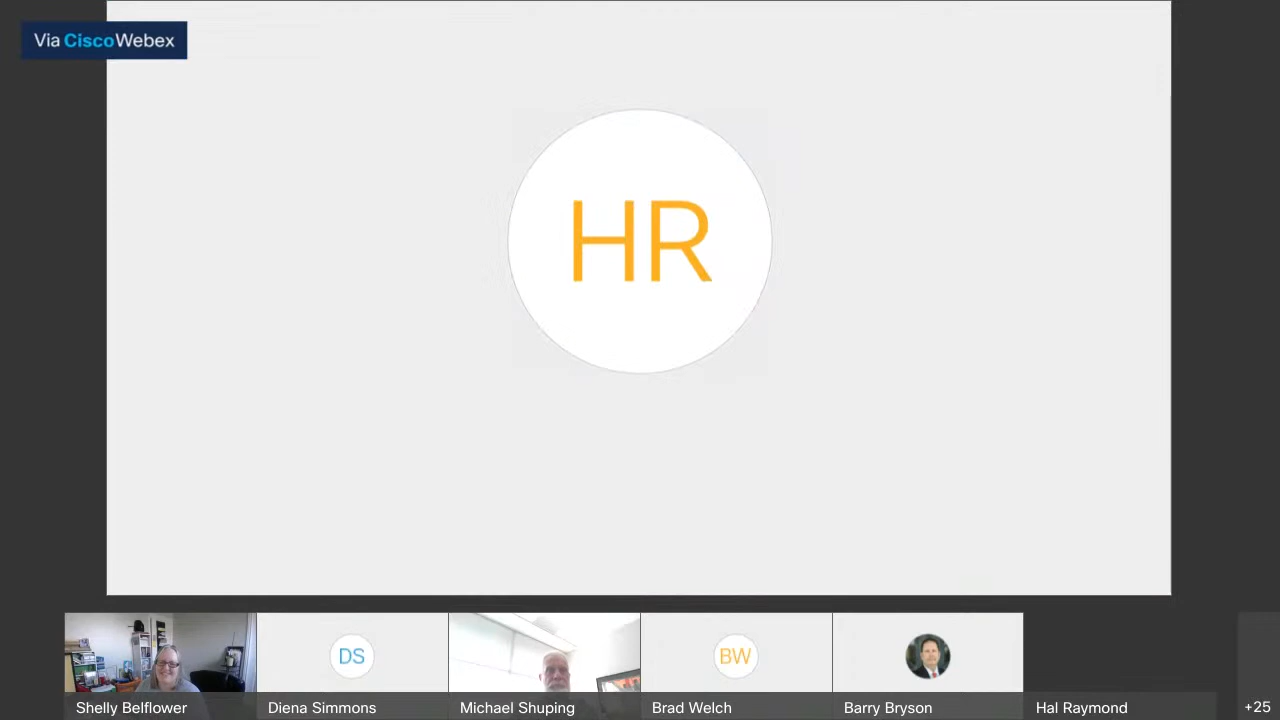 Via CiscoWebex
HR
DS
BW
Shelly Belflower
Diena Simmons
Michael Shuping
Brad Welch
Barry Bryson
Hal Raymond
+25